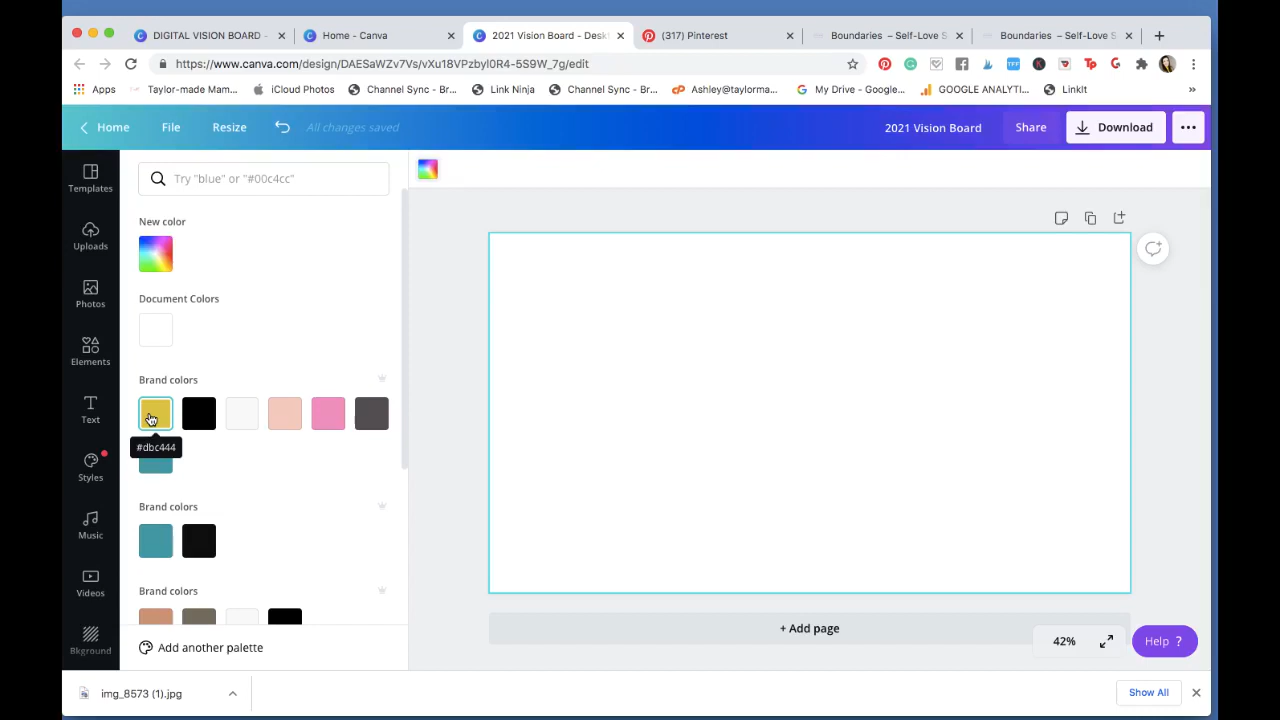 DIGITAL VISION BOARD -
Home - Canva
2021 Vision Board - Desk
(317) Pinterest
Boundaries – Self-Love S
Boundaries – Self-Love S
https://www.canva.com/design/DAESaWZv7Vs/vXu18VPzbyl0R4-5S9W_7g/edit
Apps
Taylor-made Mam...
iCloud Photos
Channel Sync - Br...
Link Ninja
Channel Sync - Br...
Ashley@taylorma...
My Drive - Google...
GOOGLE ANALYTI...
LinkIt
»
Home
File
Resize
All changes saved
2021 Vision Board
Share
Download
Templates
Uploads
Photos
Elements
Text
Styles
Music
Videos
Bkground
Try "blue" or "#00c4cc"
New color
Document Colors
Brand colors
#dbc444
Brand colors
Brand colors
Add another palette
+ Add page
42%
Help ?
img_8573 (1).jpg
Show All